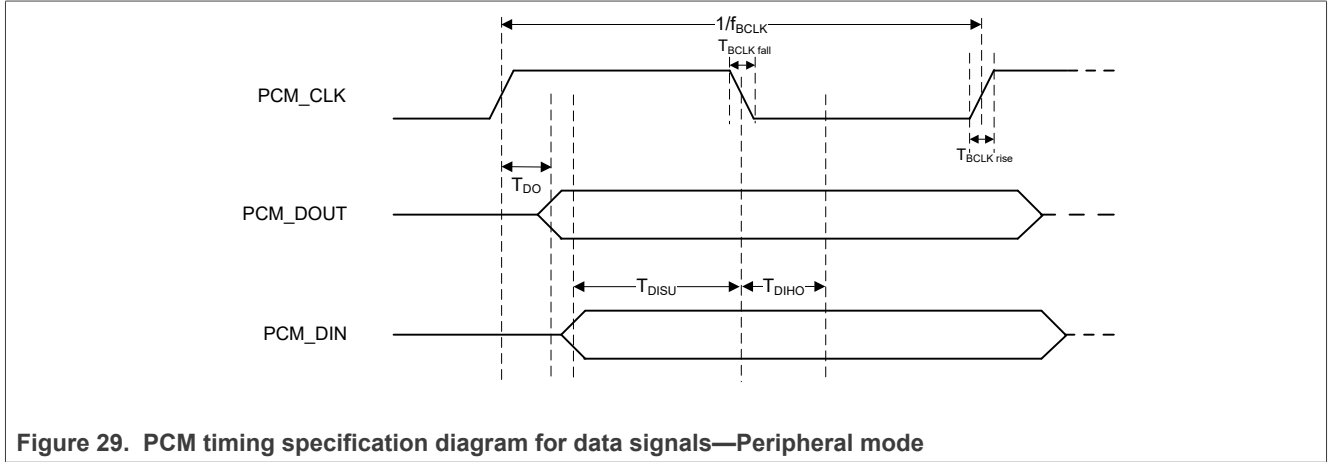 1/fBCLK
TBCLK fall
PCM_CLK
TBCLK rise
TDO
PCM_DOUT
TDISU
TDIHO
PCM_DIN
Figure 29. PCM timing specification diagram for data signals—Peripheral mode